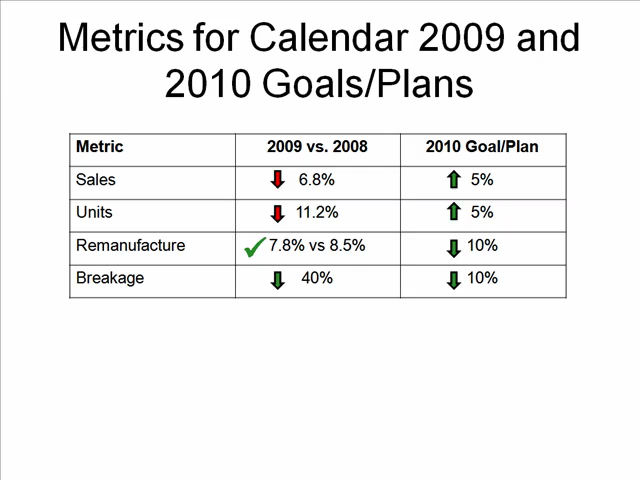 Metrics for Calendar 2009 and
2010 Goals/Plans
Metric 2009 vs. 2008 2010 Goal/Plan
Sales 6.8% 5%
Units 11.2% 5%
Remanufacture 7.8% vs 8.5% 10%
Breakage 40% 10%